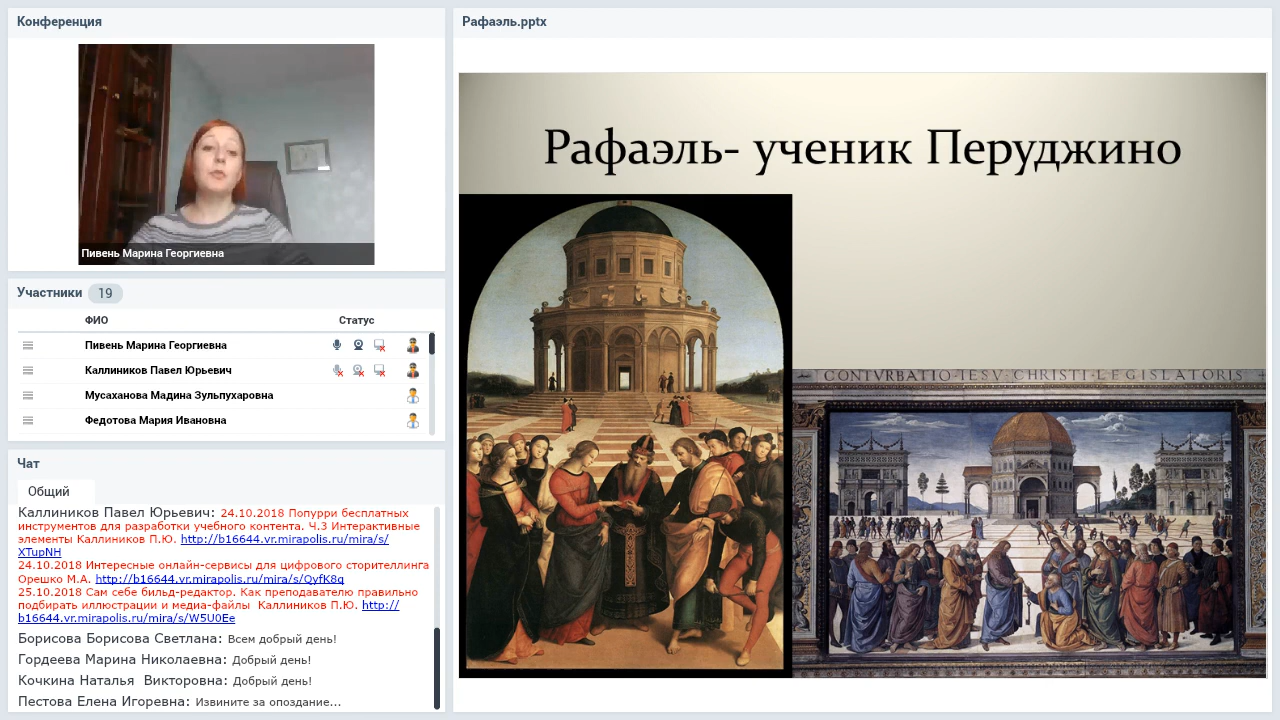 Конференция
Пивень Марина Георгиевна
Участники 19
ФИО Статус
Пивень Марина Георгиевна
Каллиников Павел Юрьевич
Мусаханова Мадина Зульпухаровна
Федотова Мария Ивановна
Чат
Общий
Каллиников Павел Юрьевич: 24.10.2018 Попурри бесплатных
инструментов для разработки учебного контента. Ч.3 Интерактивные
элементы Каллиников П.Ю. http://b16644.vr.mirapolis.ru/mira/s/
XTupNH
24.10.2018 Интересные онлайн-сервисы для цифрового сторителлинга
Орешко М.А. http://b16644.vr.mirapolis.ru/mira/s/QyfK8q
25.10.2018 Сам себе бильд-редактор. Как преподавателю правильно
подбирать иллюстрации и медиа-файлы Каллиников П.Ю. http://
b16644.vr.mirapolis.ru/mira/s/W5U0Ee
Борисова Борисова Светлана: Всем добрый день!
Гордеева Марина Николаевна: Добрый день!
Кочкина Наталья Викторовна: Добрый день!
Пестова Елена Игоревна: Извините за опоздание...
Рафаэль.pptx
Рафаэль- ученик Перуджино
CONTVRBATIO·IESV·CHRISTI·LEGISLATORIS